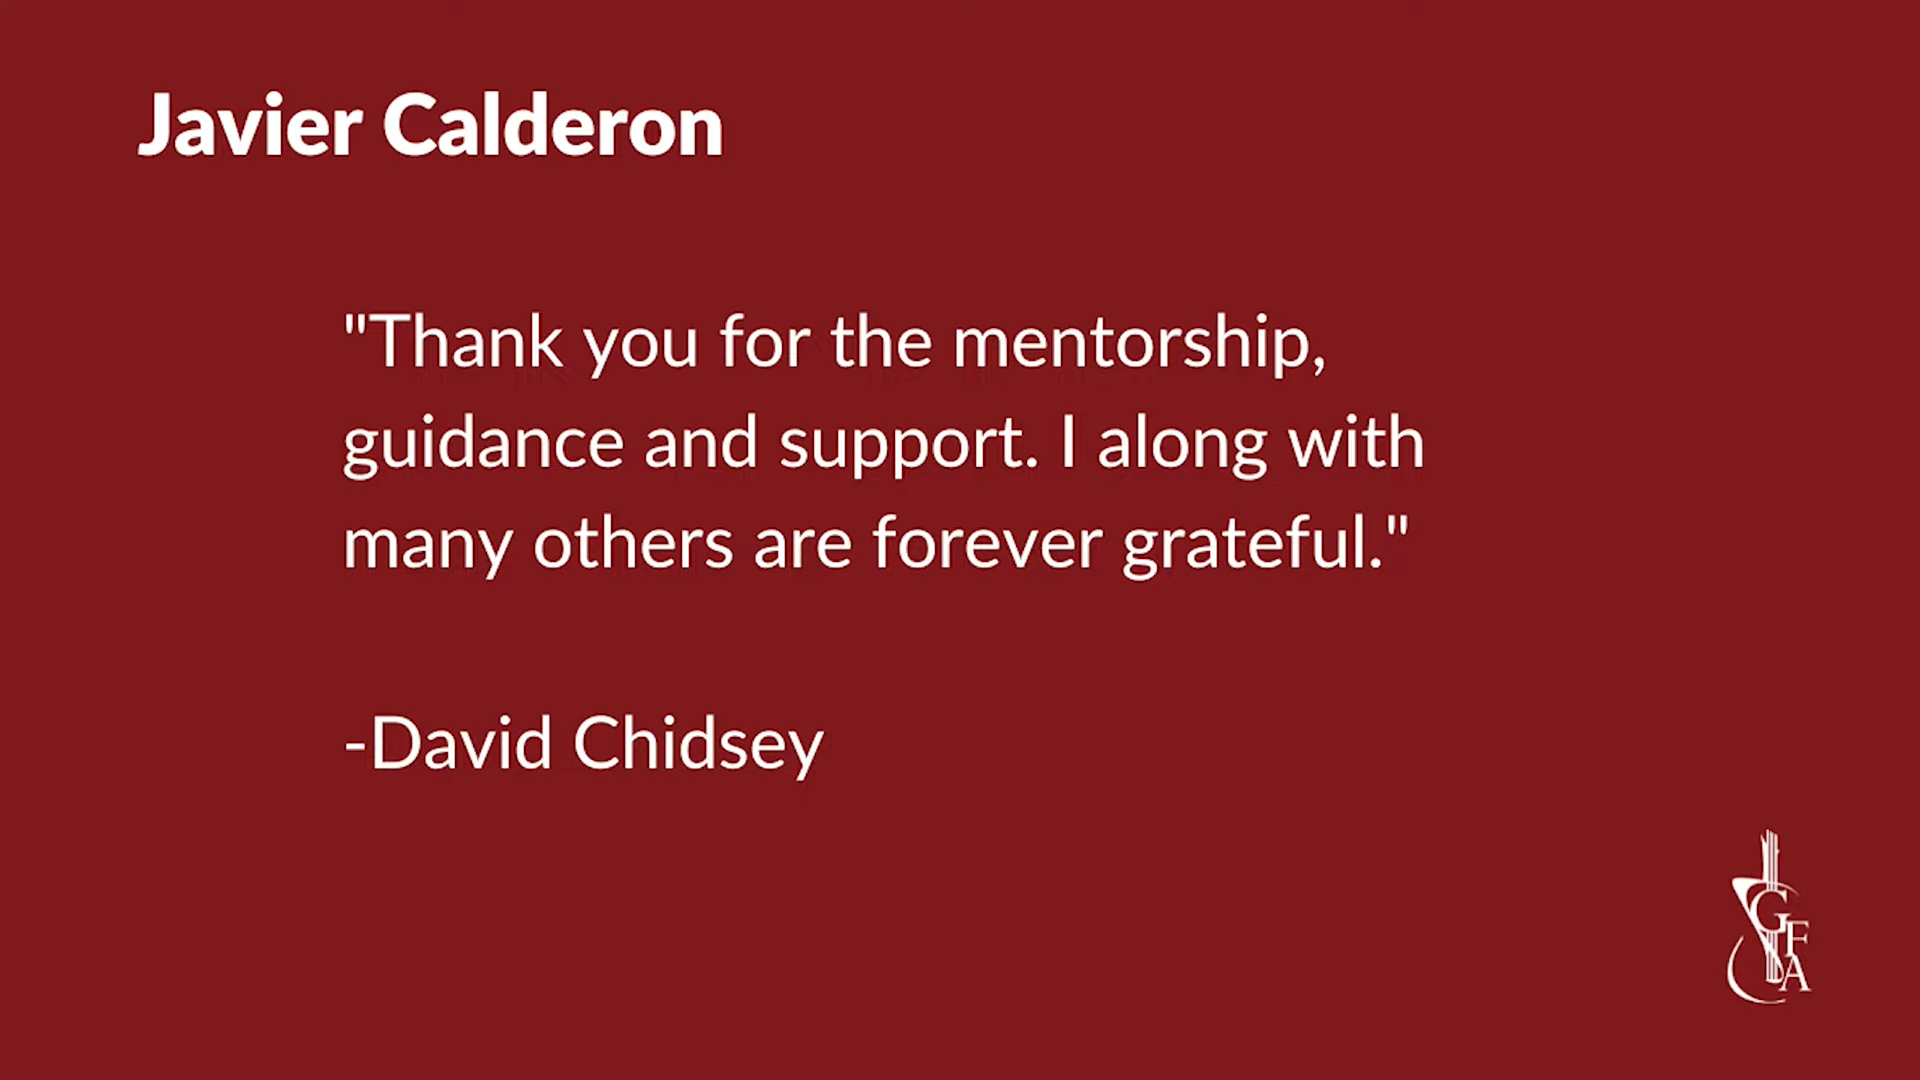 Javier Calderon
"Thank you for the mentorship,
guidance and support. I along with
many others are forever grateful."
-David Chidsey
G
F
A